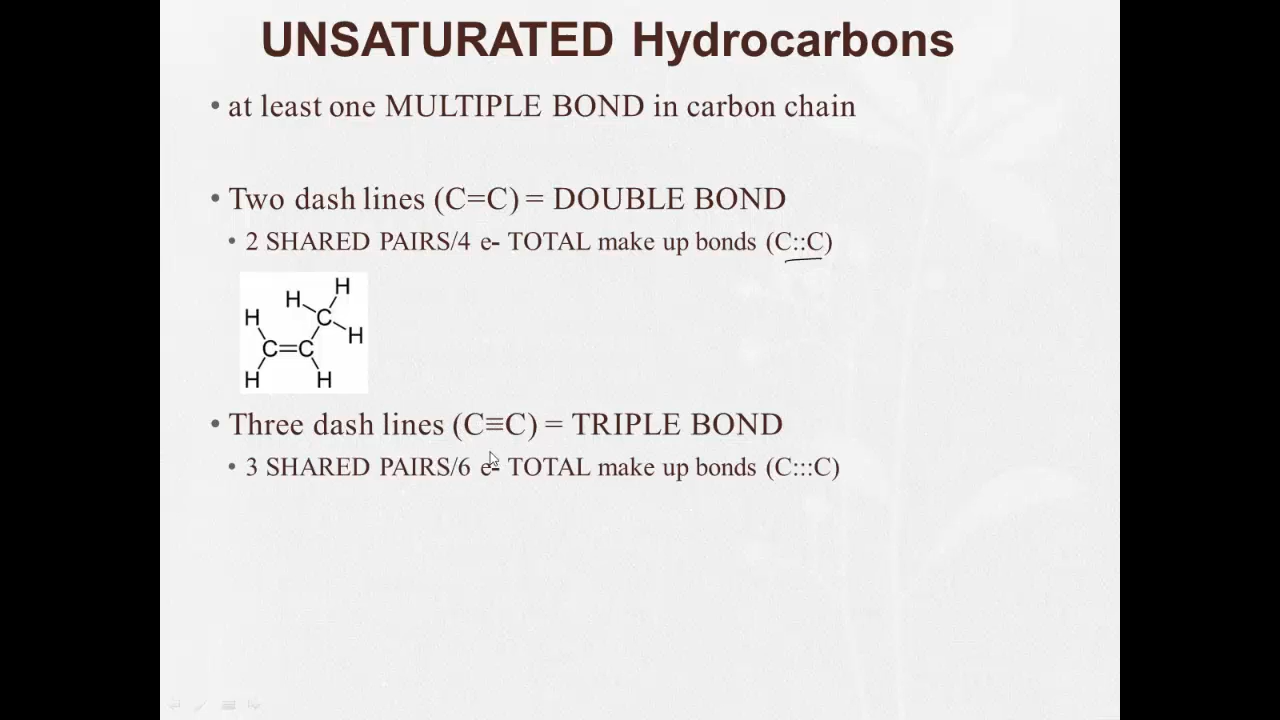 UNSATURATED Hydrocarbons
• at least one MULTIPLE BOND in carbon chain
• Two dash lines (C=C) = DOUBLE BOND
• 2 SHARED PAIRS/4 e- TOTAL make up bonds (C::C)
H
H
H
C
H
H
C=C
H
H
• Three dash lines (C≡C) = TRIPLE BOND
• 3 SHARED PAIRS/6 e- TOTAL make up bonds (C:::C)